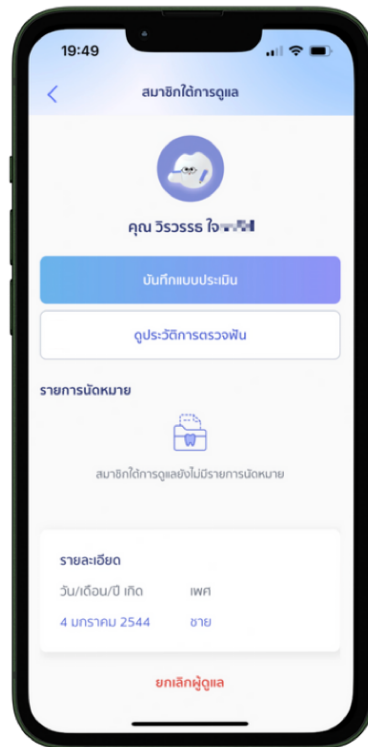 19:49
สมาชิกใต้การดูแล
คุณ วิรวรรธ
บันทึกแบบประเมิน
ดูประวัติการตรวจฟัน
รายการนัดหมาย
สมาชิกใต้การดูแลยังไม่มีรายการนัดหมาย
รายละเอียด
วัน/เดือน/ปี เกิด เพศ
4 มกราคม 2544 ชาย
ยกเลิกผู้ดูแล